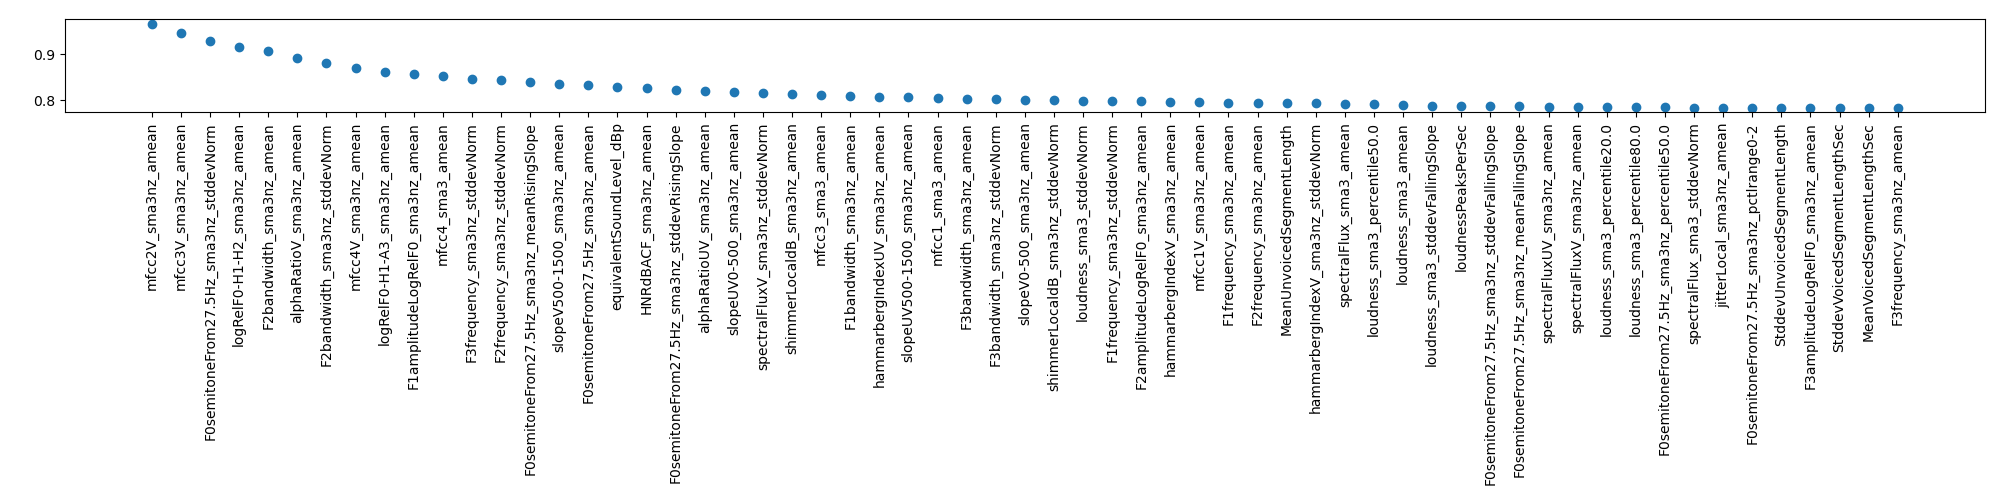 0.9
0.8
mfcc2V_sma3nz_amean
mfcc3V_sma3nz_amean
F0semitoneFrom27.5Hz_sma3nz_stddevNorm
logRelF0-H1-H2_sma3nz_amean
F2bandwidth_sma3nz_amean
alphaRatioV_sma3nz_amean
F2bandwidth_sma3nz_stddevNorm
mfcc4V_sma3nz_amean
logRelF0-H1-A3_sma3nz_amean
F1amplitudeLogRelF0_sma3nz_amean
mfcc4_sma3_amean
F3frequency_sma3nz_stddevNorm
F2frequency_sma3nz_stddevNorm
F0semitoneFrom27.5Hz_sma3nz_meanRisingSlope
slopeV500-1500_sma3nz_amean
F0semitoneFrom27.5Hz_sma3nz_amean
equivalentSoundLevel_dBp
HNRdBACF_sma3nz_amean
F0semitoneFrom27.5Hz_sma3nz_stddevRisingSlope
alphaRatioUV_sma3nz_amean
slopeUV0-500_sma3nz_amean
spectralFluxV_sma3nz_stddevNorm
shimmerLocaldB_sma3nz_amean
mfcc3_sma3_amean
F1bandwidth_sma3nz_amean
hammarbergIndexUV_sma3nz_amean
slopeUV500-1500_sma3nz_amean
mfcc1_sma3_amean
F3bandwidth_sma3nz_amean
F3bandwidth_sma3nz_stddevNorm
slopeV0-500_sma3nz_amean
shimmerLocaldB_sma3nz_stddevNorm
loudness_sma3_stddevNorm
F1frequency_sma3nz_stddevNorm
F2amplitudeLogRelF0_sma3nz_amean
hammarbergIndexV_sma3nz_amean
mfcc1V_sma3nz_amean
F1frequency_sma3nz_amean
F2frequency_sma3nz_amean
MeanUnvoicedSegmentLength
hammarbergIndexV_sma3nz_stddevNorm
spectralFlux_sma3_amean
loudness_sma3_percentile50.0
loudness_sma3_amean
loudness_sma3_stddevFallingSlope
loudnessPeaksPerSec
F0semitoneFrom27.5Hz_sma3nz_stddevFallingSlope
F0semitoneFrom27.5Hz_sma3nz_meanFallingSlope
spectralFluxUV_sma3nz_amean
spectralFluxV_sma3nz_amean
loudness_sma3_percentile20.0
loudness_sma3_percentile80.0
F0semitoneFrom27.5Hz_sma3nz_percentile50.0
spectralFlux_sma3_stddevNorm
jitterLocal_sma3nz_amean
F0semitoneFrom27.5Hz_sma3nz_pctlrange0-2
StddevUnvoicedSegmentLength
F3amplitudeLogRelF0_sma3nz_amean
StddevVoicedSegmentLengthSec
MeanVoicedSegmentLengthSec
F3frequency_sma3nz_amean